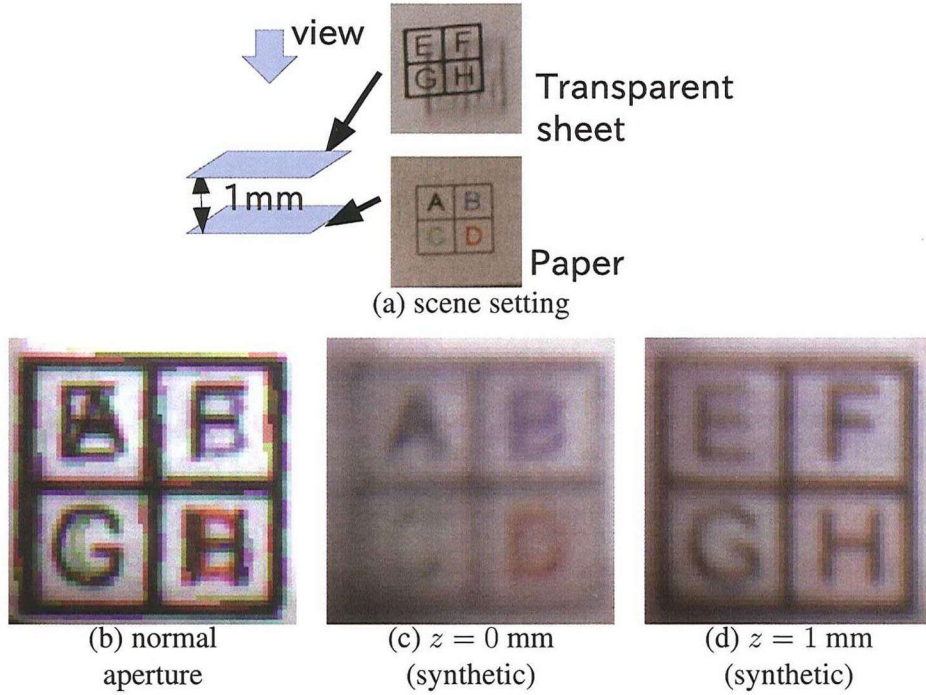 view
E F
G H
Transparent
sheet
1mm
A B
C D
Paper
(a) scene setting
A B
G
(b) normal
aperture
(c) z = 0 mm
(synthetic)
A B
C D
(d) z = 1 mm
(synthetic)
E F
G H